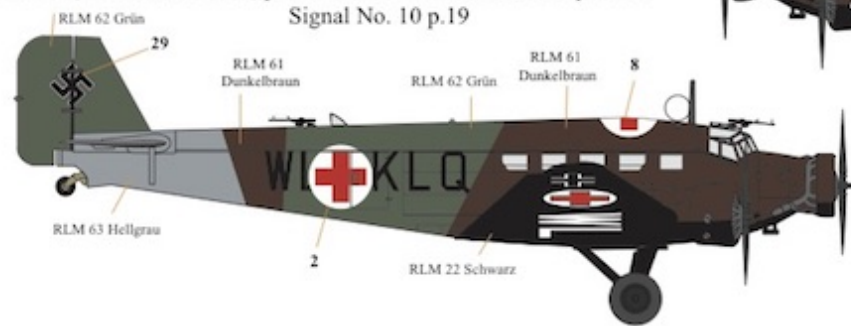 Signal No. 10 p.19
RLM 62 Grün
29
RLM 61
Dunkelbraun
RLM 62 Grün
RLM 61
Dunkelbraun
8
WL KLQ
RLM 63 Hellgrau
2
RLM 22 Schwarz